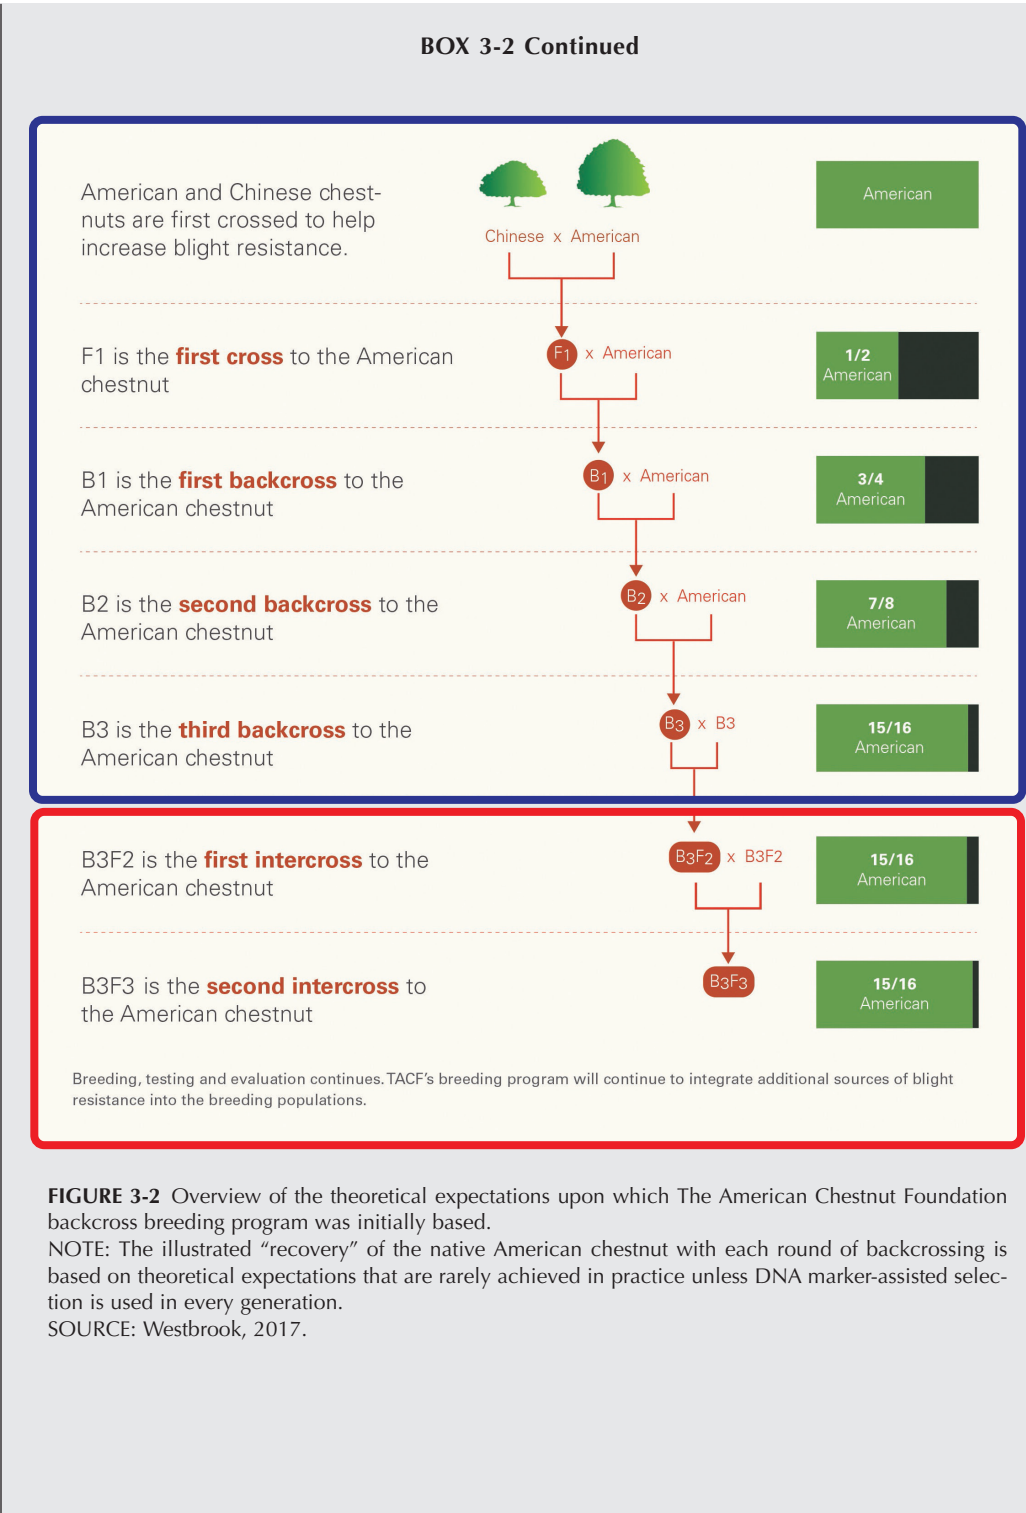 BOX 3-2 Continued
American and Chinese chest-
nuts are first crossed to help
increase blight resistance.
Chinese x American
American
F1 is the first cross to the American
chestnut
F1 x American
1/2
American
B1 is the first backcross to the
American chestnut
B1 x American
3/4
American
B2 is the second backcross to the
American chestnut
B2 x American
7/8
American
B3 is the third backcross to the
American chestnut
B3 x B3
15/16
American
B3F2 is the first intercross to the
American chestnut
B3F2 x B3F2
15/16
American
B3F3 is the second intercross to
the American chestnut
B3F3
15/16
American
Breeding, testing and evaluation continues. TACF's breeding program will continue to integrate additional sources of blight
resistance into the breeding populations.
FIGURE 3-2 Overview of the theoretical expectations upon which The American Chestnut Foundation
backcross breeding program was initially based.
NOTE: The illustrated “recovery” of the native American chestnut with each round of backcrossing is
based on theoretical expectations that are rarely achieved in practice unless DNA marker-assisted selec-
tion is used in every generation.
SOURCE: Westbrook, 2017.